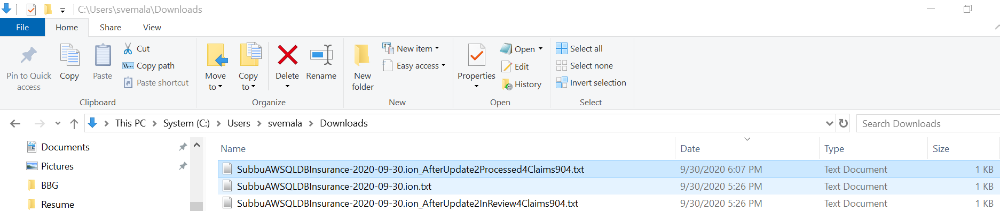 C:\Users\svemala\Downloads
File Home Share View
Pin to Quick access
Copy
Paste
Cut
Copy path
Paste shortcut
Clipboard
Move to
Copy to
Delete
Rename
Organize
New folder
New item
Easy access
New
Properties
Open
Edit
History
Open
Select all
Select none
Invert selection
Select
This PC > System (C:) > Users > svemala > Downloads
Search Downloads
Documents
Pictures
BBG
Resume
Name Date Type Size
SubbuAWSQLDBInsurance-2020-09-30.ion_AfterUpdate2Processed4Claims904.txt 9/30/2020 6:07 PM Text Document 1 KB
SubbuAWSQLDBInsurance-2020-09-30.ion.txt 9/30/2020 5:26 PM Text Document 1 KB
SubbuAWSQLDBInsurance-2020-09-30.ion_AfterUpdate2InReview4Claims904.txt 9/30/2020 5:26 PM Text Document 1 KB